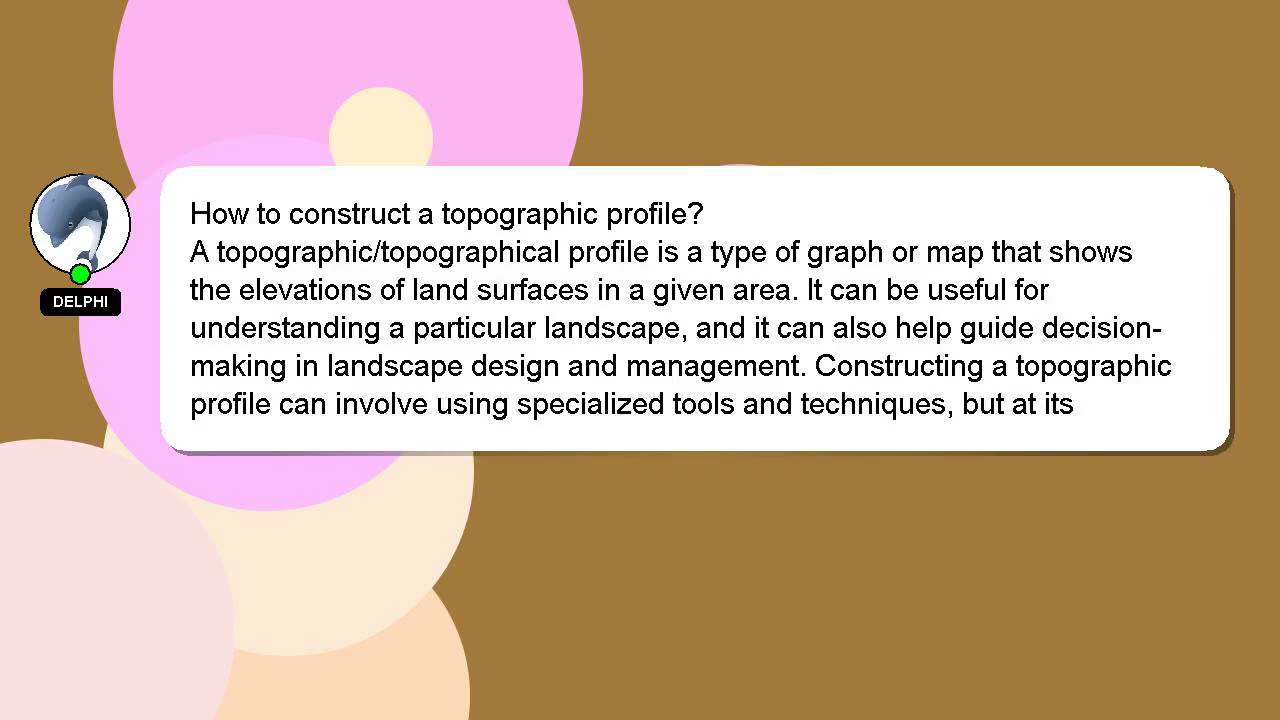 How to construct a topographic profile?
A topographic/topographical profile is a type of graph or map that shows
the elevations of land surfaces in a given area. It can be useful for
understanding a particular landscape, and it can also help guide decision-
making in landscape design and management. Constructing a topographic
profile can involve using specialized tools and techniques, but at its
DELPHI